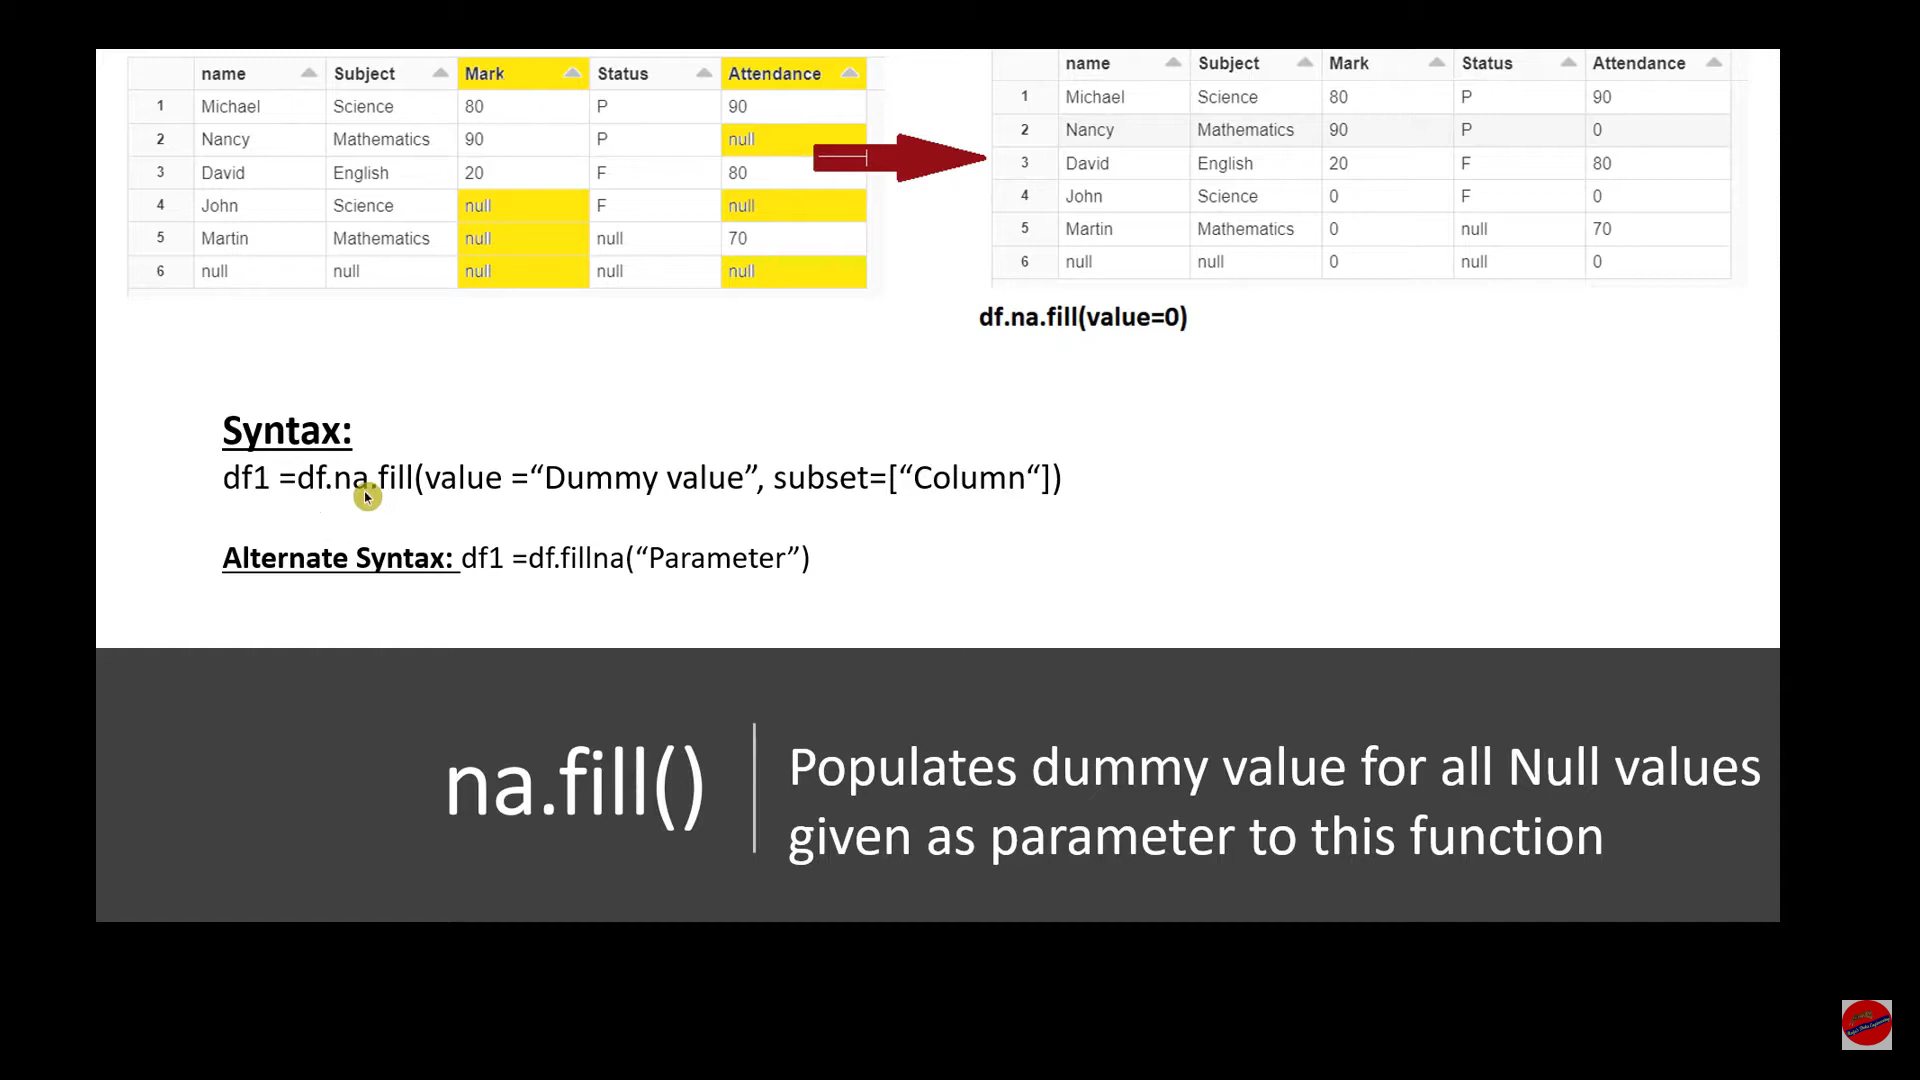 name Subject Mark Status Attendance
1 Michael Science 80 P 90
2 Nancy Mathematics 90 P null
3 David English 20 F 80
4 John Science null F null
5 Martin Mathematics null null 70
6 null null null null null
name Subject Mark Status Attendance
1 Michael Science 80 P 90
2 Nancy Mathematics 90 P 0
3 David English 20 F 80
4 John Science 0 F 0
5 Martin Mathematics 0 null 70
6 null null 0 null 0
df.na.fill(value=0)
Syntax:
df1 =df.na.fill(value =“Dummy value”, subset=[“Column“])
Alternate Syntax: df1 =df.fillna(“Parameter”)
na.fill()
Populates dummy value for all Null values
given as parameter to this function